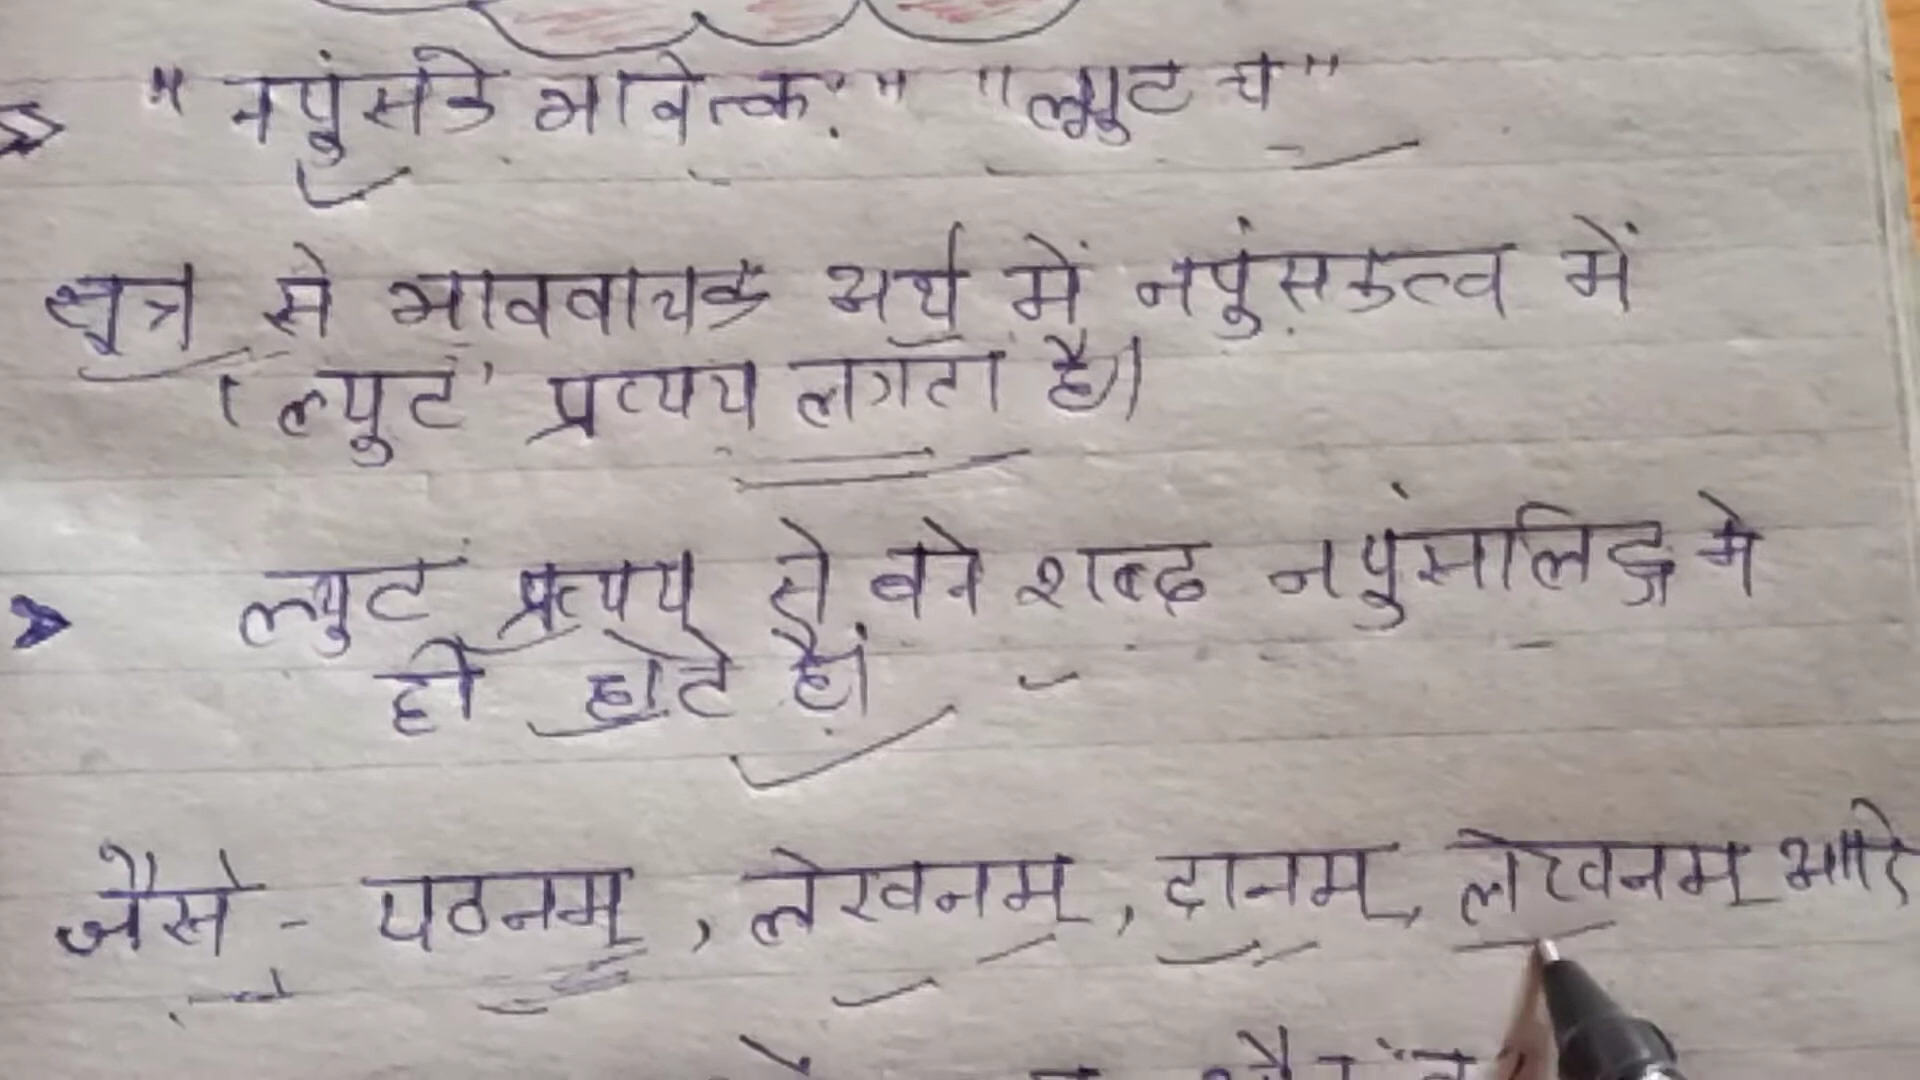 "नपुंसके भावेत्क:" "ल्युट च"
सूत्र से भाववाचक अर्थ में नपुंसकत्व में
'ल्युट' प्रत्यय लगता है।
ल्युट प्रत्यय से बने शब्द नपुंसलिङ्ग मे
ही होते हैं।
जैसे - पठनम्, लेखनम्, दानम्, लेखनम् आदि